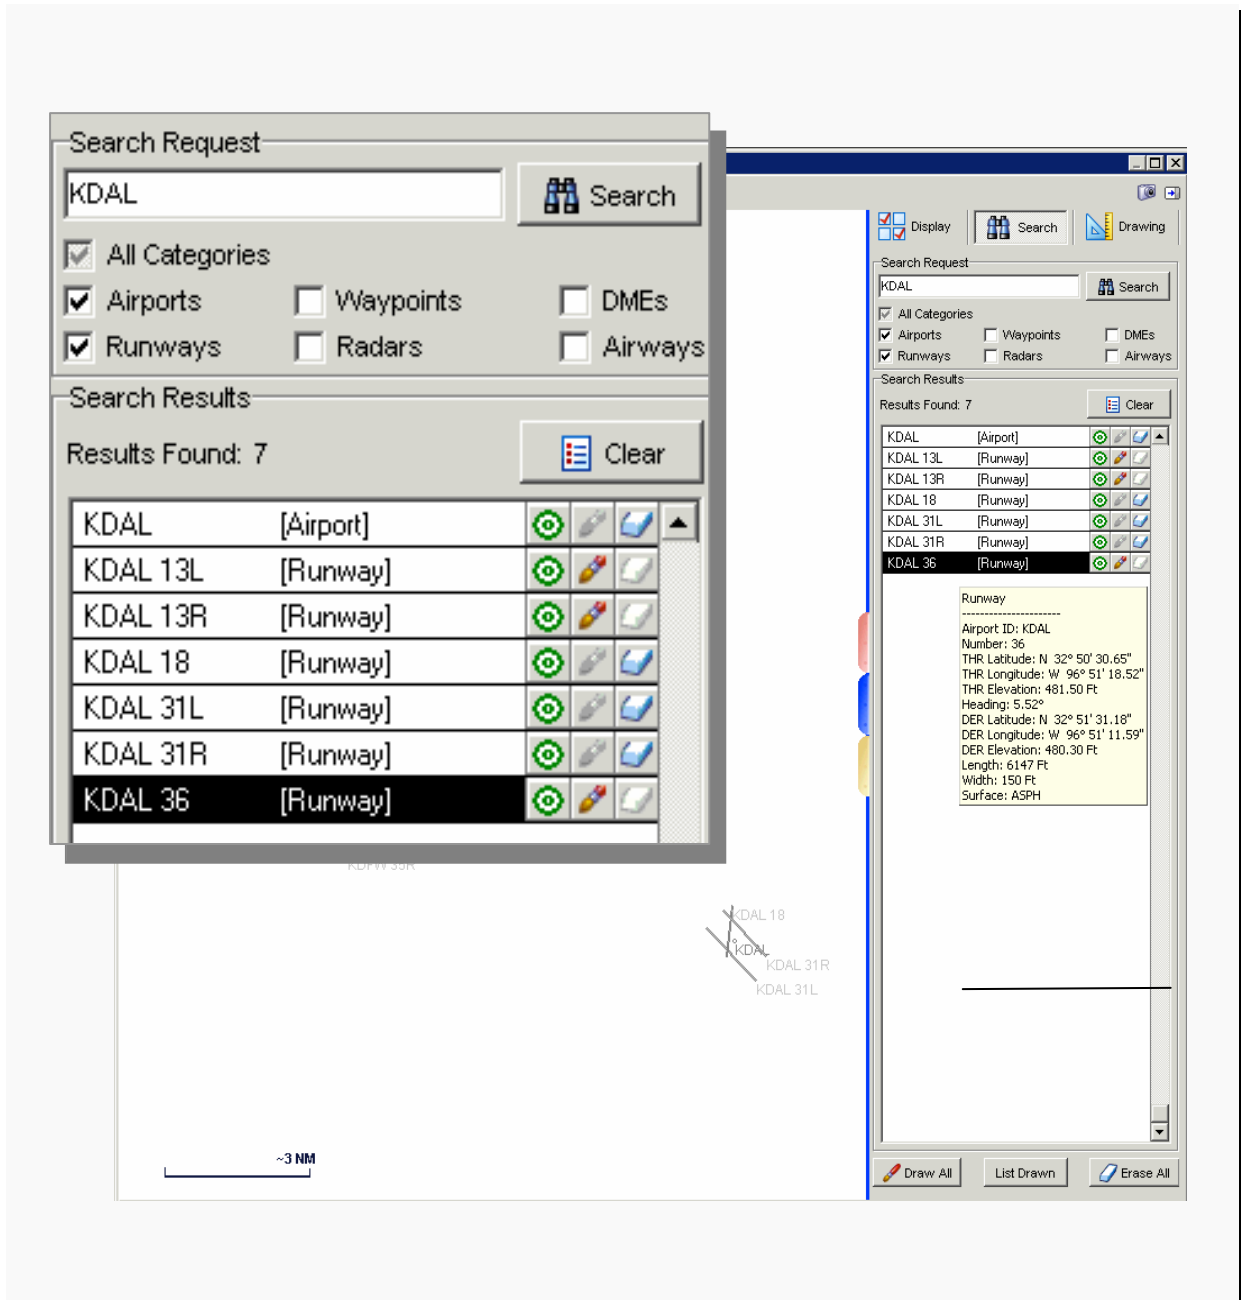 Search Request
KDAL
Search
All Categories
Airports Waypoints DMEs
Runways Radars Airways
Search Results
Results Found: 7 Clear
KDAL [Airport]
KDAL 13L [Runway]
KDAL 13R [Runway]
KDAL 18 [Runway]
KDAL 31L [Runway]
KDAL 31R [Runway]
KDAL 36 [Runway]
Display Search Drawing
Search Request
KDAL Search
All Categories
Airports Waypoints DMEs
Runways Radars Airways
Search Results
Results Found: 7 Clear
KDAL [Airport]
KDAL 13L [Runway]
KDAL 13R [Runway]
KDAL 18 [Runway]
KDAL 31L [Runway]
KDAL 31R [Runway]
KDAL 36 [Runway]
Runway
----------------------
Airport ID: KDAL
Number: 36
THR Latitude: N 32° 50' 30.65"
THR Longitude: W 96° 51' 18.52"
THR Elevation: 481.50 Ft
Heading: 5.52°
DER Latitude: N 32° 51' 31.18"
DER Longitude: W 96° 51' 11.59"
DER Elevation: 480.30 Ft
Length: 6147 Ft
Width: 150 Ft
Surface: ASPH
KDFW 35R
KDAL 18
KDAL
KDAL 31R
KDAL 31L
~3 NM
Draw All List Drawn Erase All